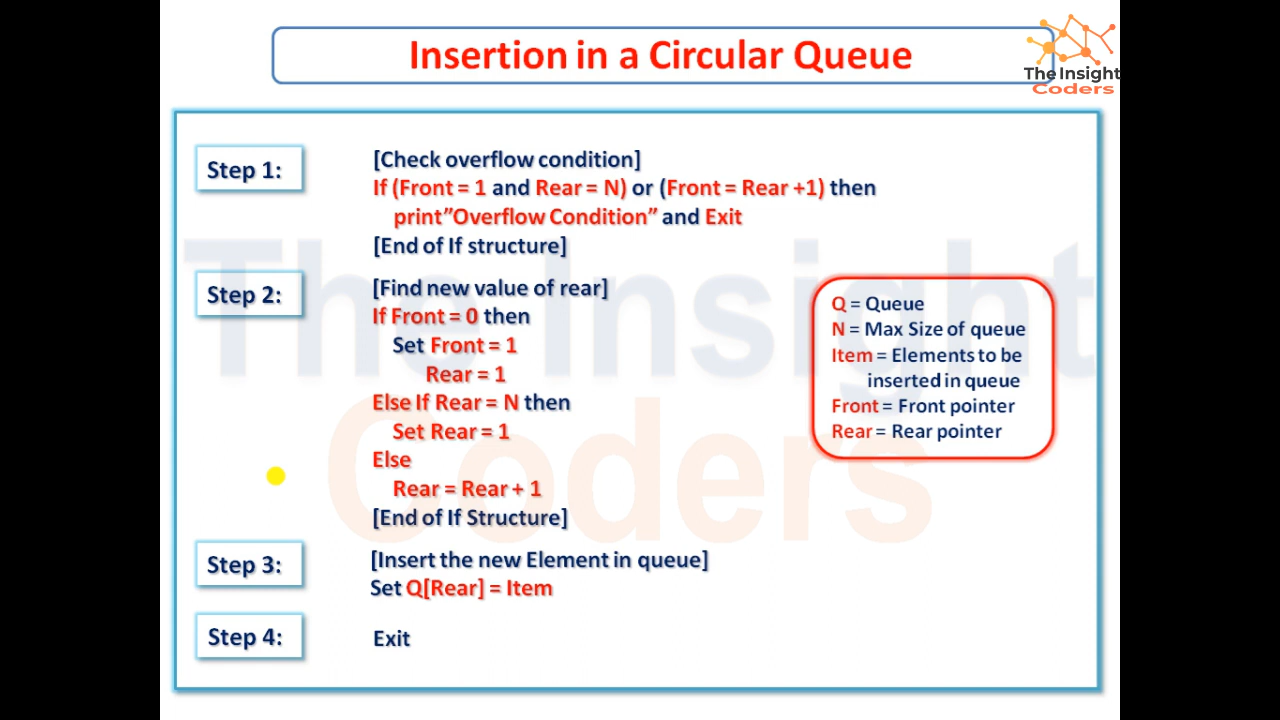 Insertion in a Circular Queue
The Insight
Coders
Step 1:
[Check overflow condition]
If (Front = 1 and Rear = N) or (Front = Rear +1) then
print”Overflow Condition” and Exit
[End of If structure]
Step 2:
[Find new value of rear]
If Front = 0 then
Set Front = 1
Rear = 1
Else If Rear = N then
Set Rear = 1
Else
Rear = Rear + 1
[End of If Structure]
Q = Queue
N = Max Size of queue
Item = Elements to be
inserted in queue
Front = Front pointer
Rear = Rear pointer
Step 3:
[Insert the new Element in queue]
Set Q[Rear] = Item
Step 4:
Exit
The Insight
Coders